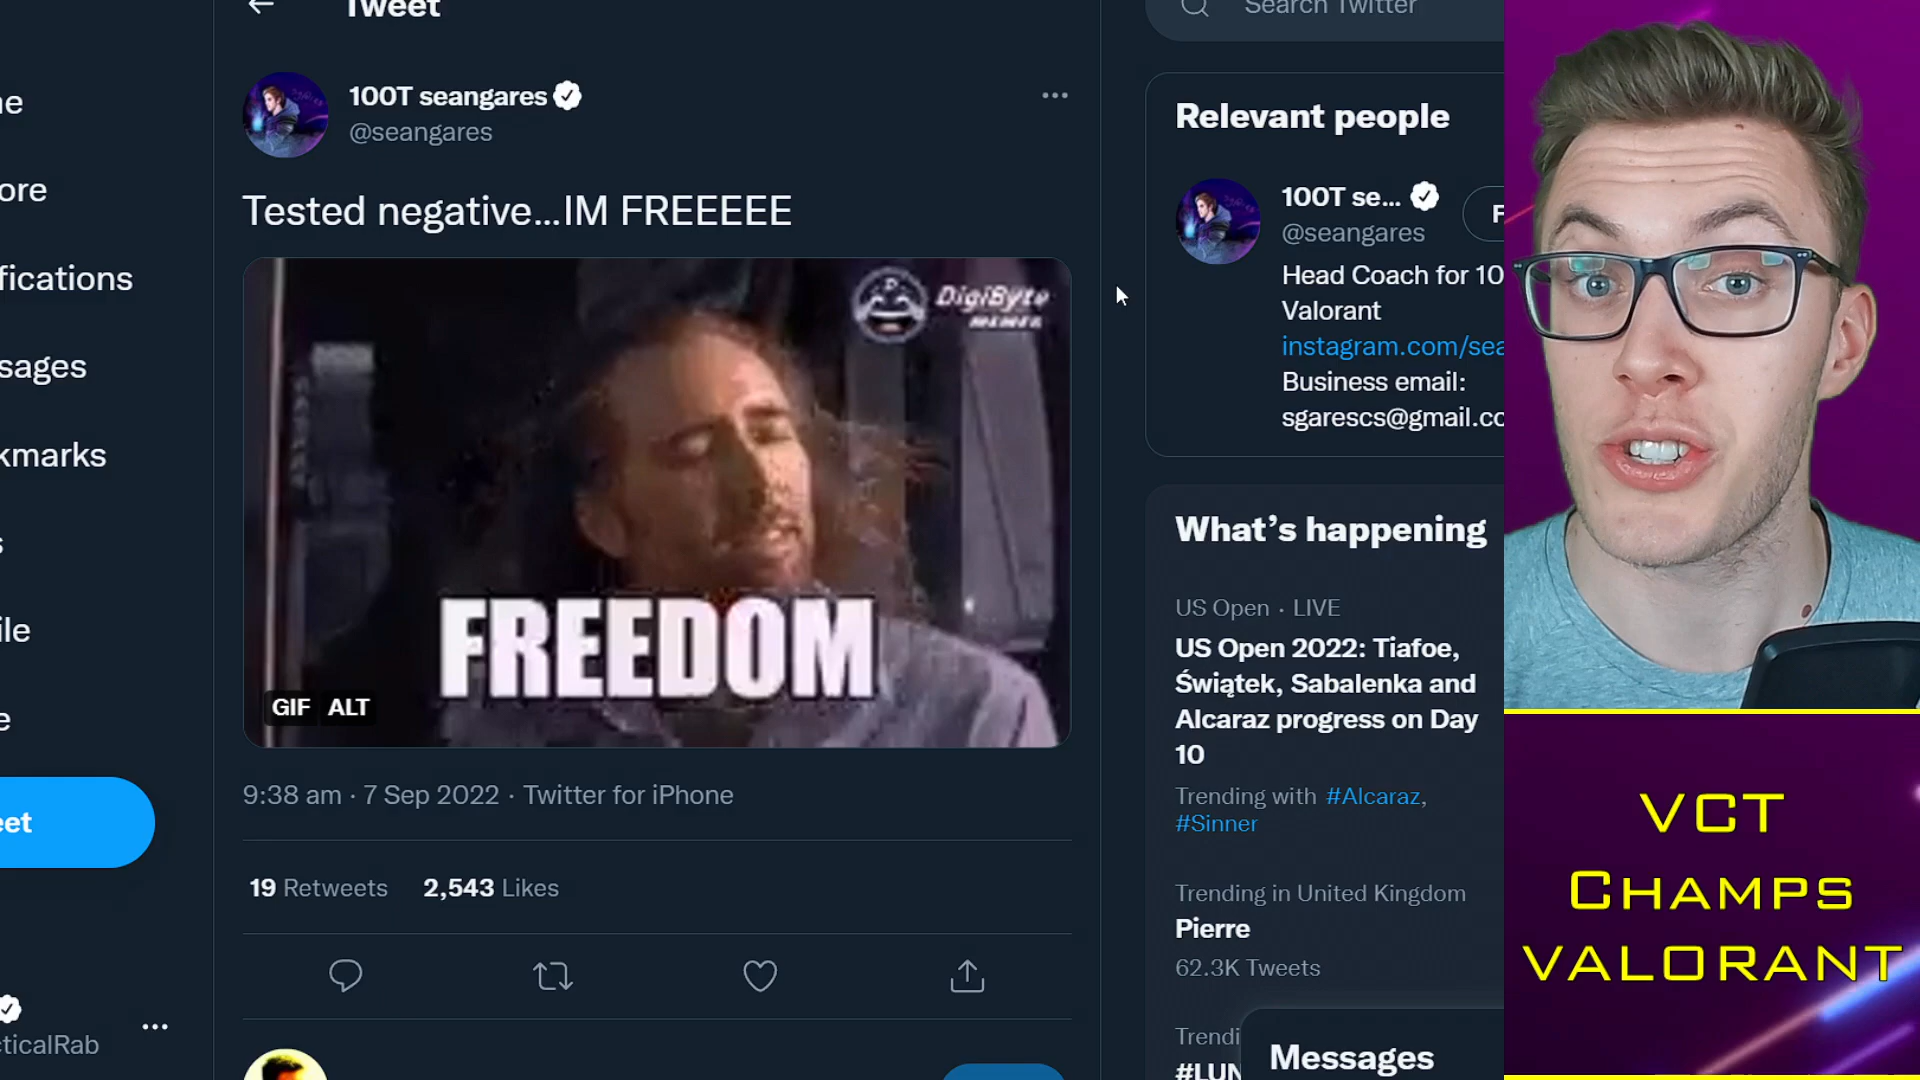 Tweet
Search Twitter
100T seangares
@seangares
Tested negative...IM FREEEEE
DigiByte
MEMES
FREEDOM
GIF ALT
9:38 am · 7 Sep 2022 · Twitter for iPhone
19 Retweets 2,543 Likes
e
ore
fications
sages
kmarks
s
ile
e
eet
cticalRab
Relevant people
100T se...
@seangares
F
Head Coach for 10
Valorant
instagram.com/sea
Business email:
sgarescs@gmail.co
What's happening
US Open · LIVE
US Open 2022: Tiafoe,
Świątek, Sabalenka and
Alcaraz progress on Day
10
Trending with #Alcaraz,
#Sinner
Trending in United Kingdom
Pierre
62.3K Tweets
Trendi
#LUN
Messages
VCT
CHAMPS
VALORANT